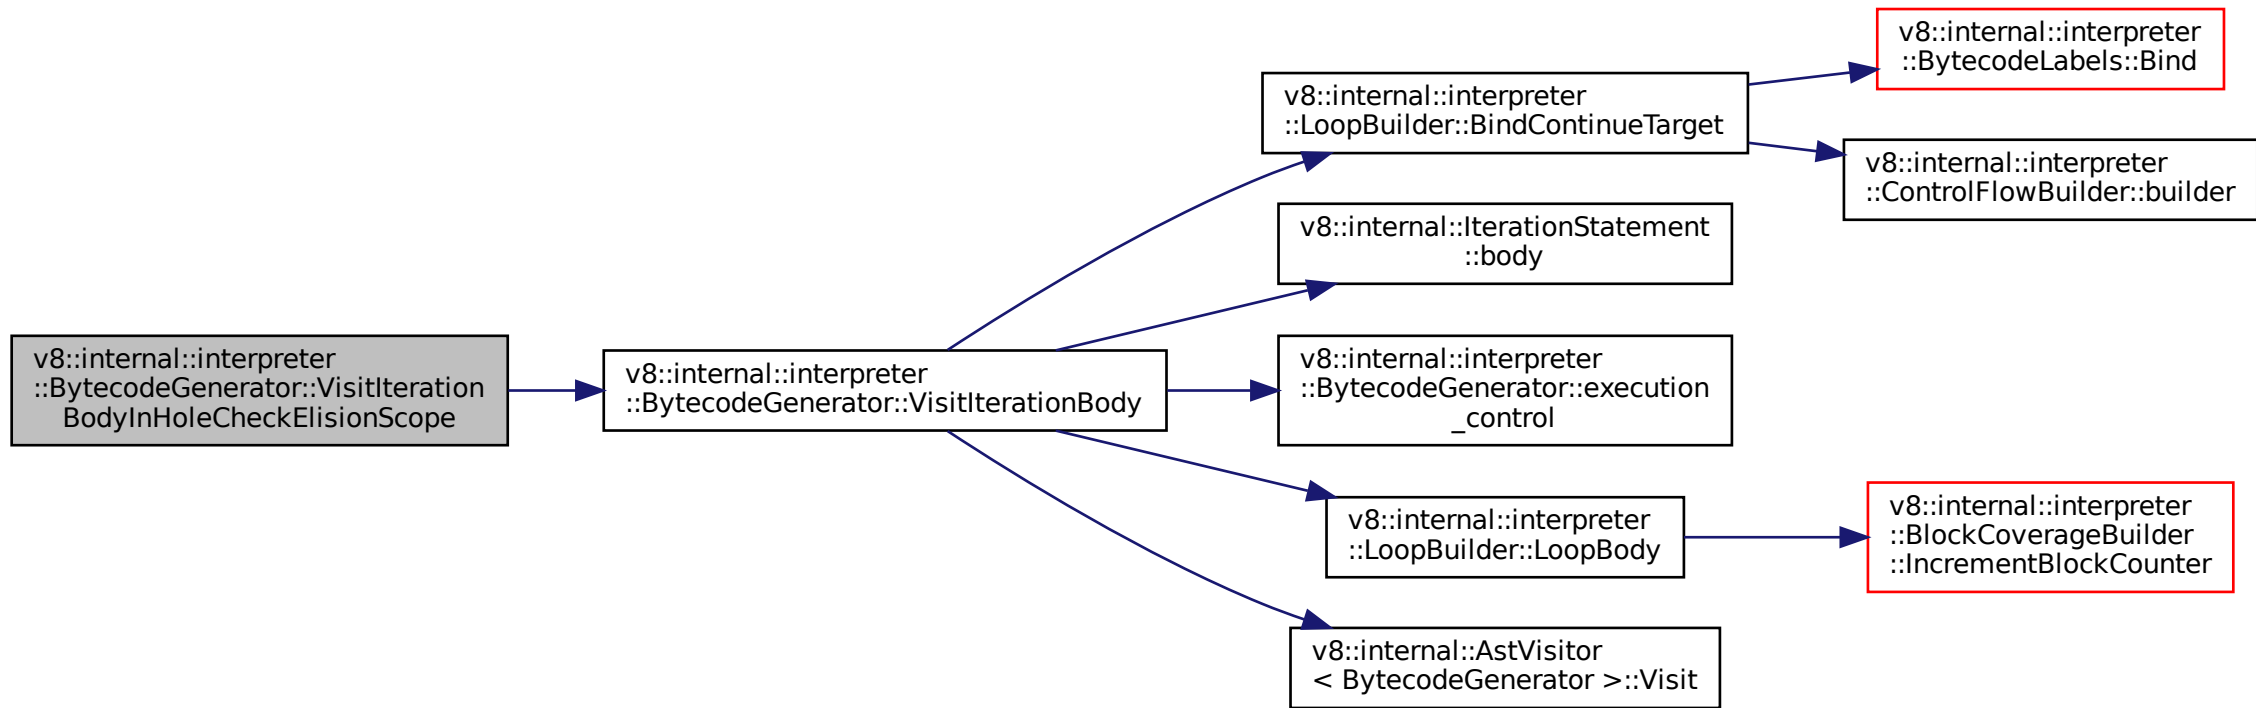 v8::internal::interpreter
::BytecodeGenerator::VisitIteration
BodyInHoleCheckElisionScope
v8::internal::interpreter
::BytecodeGenerator::VisitIterationBody
v8::internal::interpreter
::LoopBuilder::BindContinueTarget
v8::internal::interpreter
::BytecodeLabels::Bind
v8::internal::interpreter
::ControlFlowBuilder::builder
v8::internal::IterationStatement
::body
v8::internal::interpreter
::BytecodeGenerator::execution
_control
v8::internal::interpreter
::LoopBuilder::LoopBody
v8::internal::interpreter
::BlockCoverageBuilder
::IncrementBlockCounter
v8::internal::AstVisitor
< BytecodeGenerator >::Visit